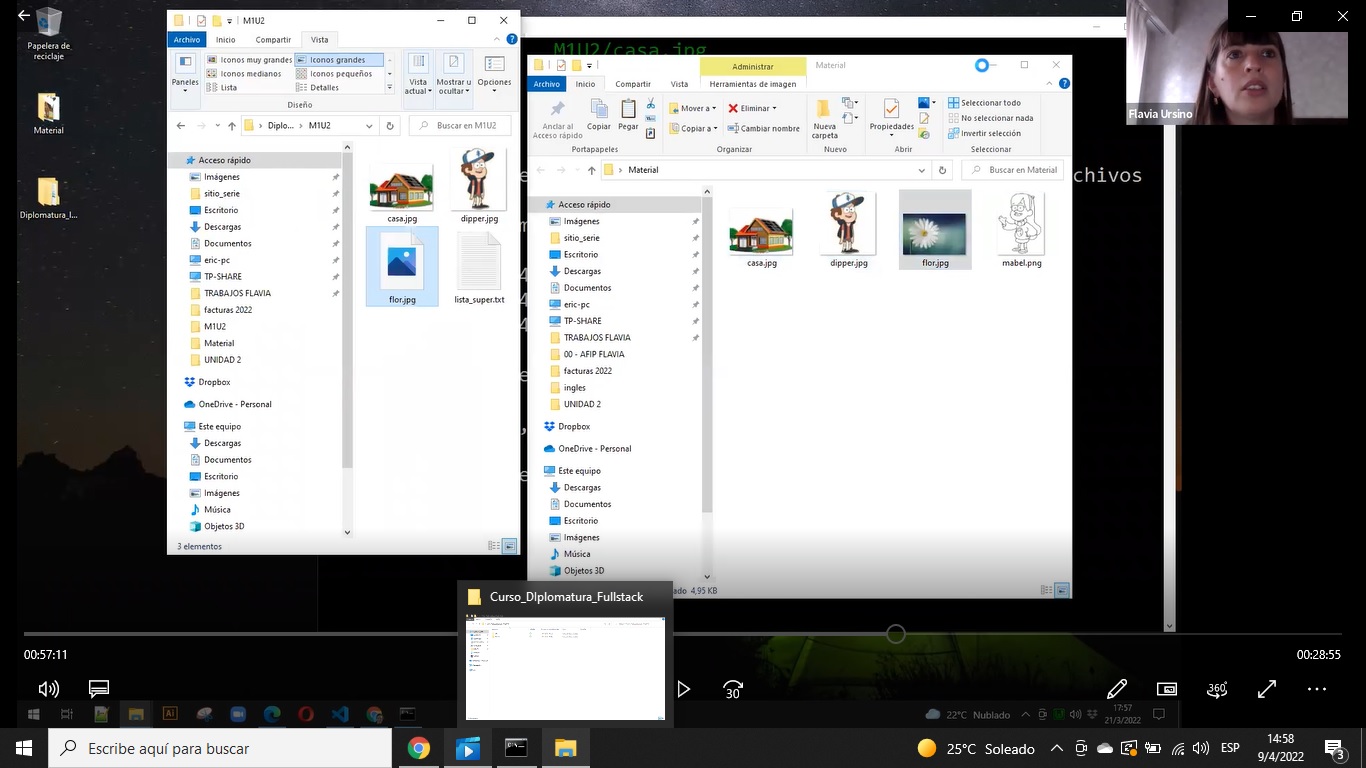 Papelera de
reciclaje
Material
Diplomatura_I...
M1U2
Archivo Inicio Compartir Vista
Paneles
Iconos muy grandes Iconos grandes
Iconos medianos Iconos pequeños
Lista Detalles
Diseño
Vista
actual
Mostrar u
ocultar
Opciones
Diplo... M1U2
Buscar en M1U2
Acceso rápido
Imágenes
sitio_serie
Escritorio
Descargas
Documentos
eric-pc
TP-SHARE
TRABAJOS FLAVIA
facturas 2022
M1U2
Material
UNIDAD 2
Dropbox
OneDrive - Personal
Este equipo
Descargas
Documentos
Escritorio
Imágenes
Música
Objetos 3D
3 elementos
casa.jpg dipper.jpg
flor.jpg lista_super.txt
M1U2/casa.jpg
Administrar
Material
Archivo Inicio Compartir Vista Herramientas de imagen
Anclar al
Acceso rápido
Copiar
Pegar
Portapapeles
Mover a
Copiar a
Eliminar
Cambiar nombre
Organizar
Nueva
carpeta
Nuevo
Propiedades
Abrir
Seleccionar todo
No seleccionar nada
Invertir selección
Seleccionar
Material
Buscar en Material
chivos
Acceso rápido
Imágenes
sitio_serie
Escritorio
Descargas
Documentos
eric-pc
TP-SHARE
TRABAJOS FLAVIA
00 - AFIP FLAVIA
facturas 2022
ingles
UNIDAD 2
Dropbox
OneDrive - Personal
Este equipo
Descargas
Documentos
Escritorio
Imágenes
Música
Objetos 3D
casa.jpg dipper.jpg flor.jpg mabel.png
ado 4,95 KB
Flavia Ursino
Curso_DIplomatura_Fullstack
00:57:11
00:28:55
30
360
22°C Nublado
17:57
21/3/2022
Escribe aquí para buscar
25°C Soleado
ESP
14:58
9/4/2022
3